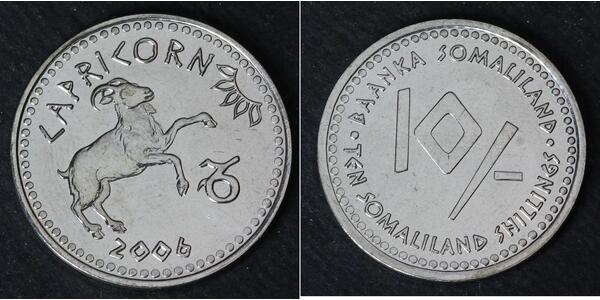 CAPRICORN
2006
BAANKA SOMALILAND
10/-
TEN SOMALILAND SHILLINGS